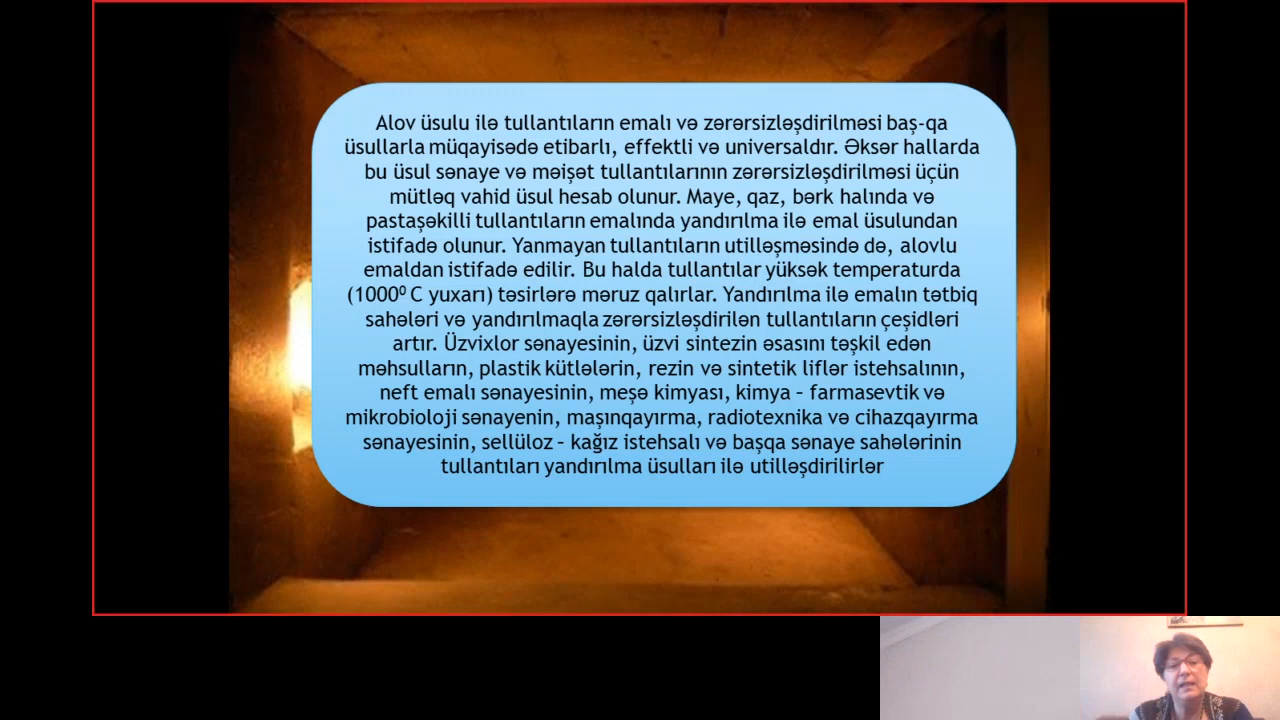 Alov üsulu ilə tullantıların emalı və zərərsizləşdirilməsi baş-qa
üsullarla müqayisədə etibarlı, effektli və universaldır. Əksər hallarda
bu üsul sənaye və məişət tullantılarının zərərsizləşdirilməsi üçün
mütləq vahid üsul hesab olunur. Maye, qaz, bərk halında və
pastaşəkilli tullantıların emalında yandırılma ilə emal üsulundan
istifadə olunur. Yanmayan tullantıların utilləşməsində də, alovlu
emaldan istifadə edilir. Bu halda tullantılar yüksək temperaturda
(1000⁰ C yuxarı) təsirlərə məruz qalırlar. Yandırılma ilə emalın tətbiq
sahələri və yandırılmaqla zərərsizləşdirilən tullantıların çeşidləri
artır. Üzvixlor sənayesinin, üzvi sintezin əsasını təşkil edən
məhsulların, plastik kütlələrin, rezin və sintetik liflər istehsalının,
neft emalı sənayesinin, meşə kimyası, kimya – farmasevtik və
mikrobioloji sənayenin, maşınqayırma, radiotexnika və cihazqayırma
sənayesinin, sellüloz – kağız istehsalı və başqa sənaye sahələrinin
tullantıları yandırılma üsulları ilə utilləşdirilirlər